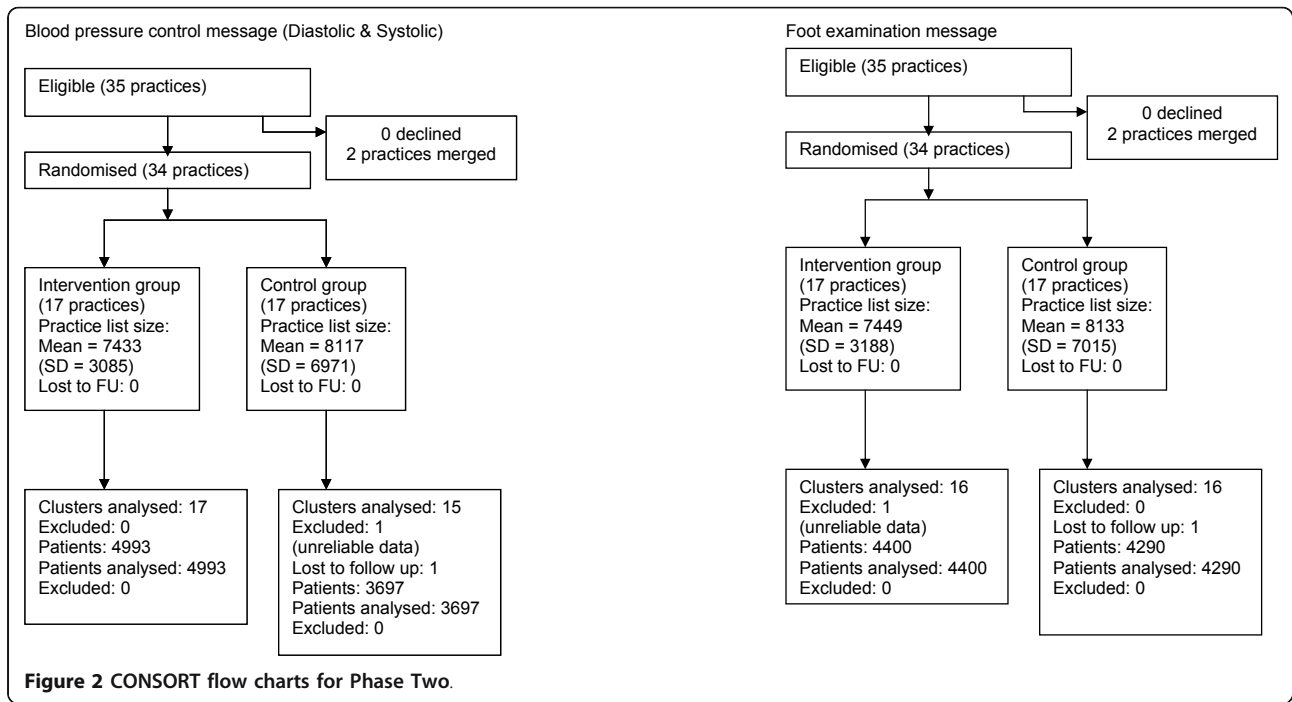 Blood pressure control message (Diastolic & Systolic)
Eligible (35 practices)
0 declined
2 practices merged
Randomised (34 practices)
Intervention group
(17 practices)
Practice list size:
Mean = 7433
(SD = 3085)
Lost to FU: 0
Control group
(17 practices)
Practice list size:
Mean = 8117
(SD = 6971)
Lost to FU: 0
Clusters analysed: 17
Excluded: 0
Patients: 4993
Patients analysed: 4993
Excluded: 0
Clusters analysed: 15
Excluded: 1
(unreliable data)
Lost to follow up: 1
Patients: 3697
Patients analysed: 3697
Excluded: 0
Foot examination message
Eligible (35 practices)
0 declined
2 practices merged
Randomised (34 practices)
Intervention group
(17 practices)
Practice list size:
Mean = 7449
(SD = 3188)
Lost to FU: 0
Control group
(17 practices)
Practice list size:
Mean = 8133
(SD = 7015)
Lost to FU: 0
Clusters analysed: 16
Excluded: 1
(unreliable data)
Patients: 4400
Patients analysed: 4400
Excluded: 0
Clusters analysed: 16
Excluded: 0
Lost to follow up: 1
Patients: 4290
Patients analysed: 4290
Excluded: 0
Figure 2 CONSORT flow charts for Phase Two.